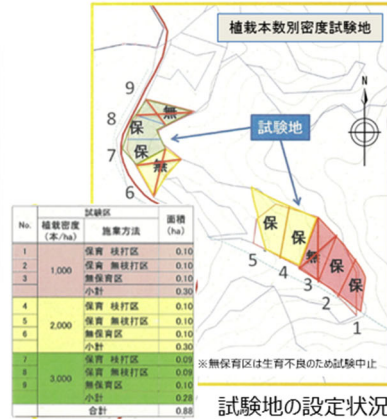 植栽本数別密度試験地
9
無
N
8
保
試験地
7
保
無
6
保
保
無
保
保
5
4
3
2
1
試験区
No. 植栽密度(本/ha) 施業方法 面積(ha)
1 保育 枝打区 0.10
2 1,000 保育 無枝打区 0.10
3 無保育区 0.10
小計 0.30
4 保育 枝打区 0.10
5 2,000 保育 無枝打区 0.10
6 無保育区 0.10
小計 0.30
7 保育 枝打区 0.09
8 3,000 保育 無枝打区 0.09
9 無保育区 0.10
小計 0.28
合計 0.88
※無保育区は生育不良のため試験中止
試験地の設定状況